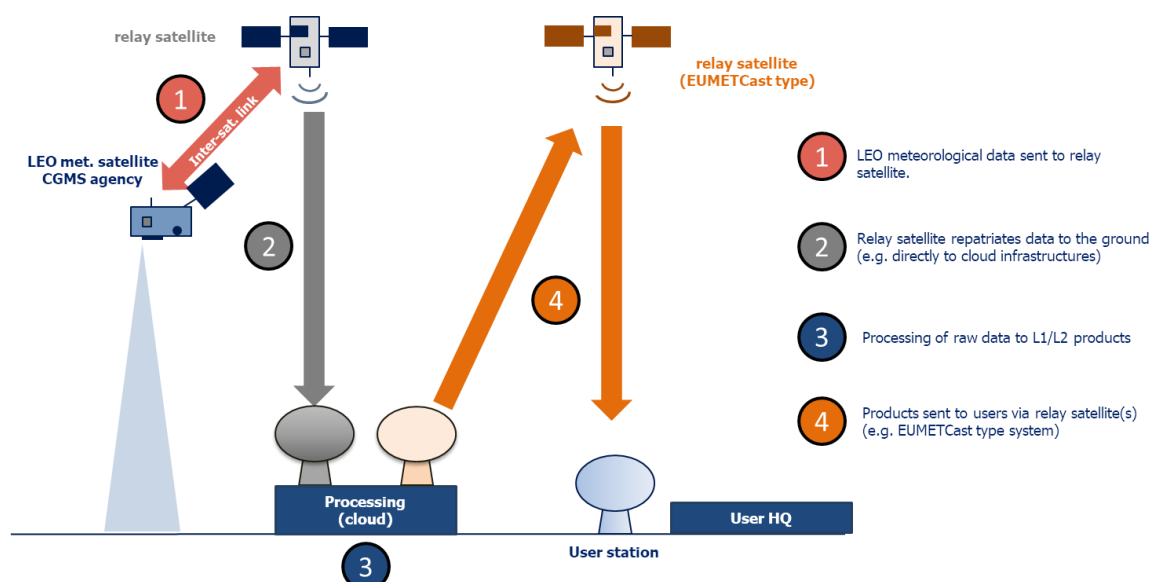 relay satellite
relay satellite
(EUMETCast type)
1
Inter-sat. link
LEO met. satellite
CGMS agency
2
4
Processing
(cloud)
3
User station
User HQ
1
LEO meteorological data sent to relay
satellite.
2
Relay satellite repatriates data to the ground
(e.g. directly to cloud infrastructures)
3
Processing of raw data to L1/L2 products
4
Products sent to users via relay satellite(s)
(e.g. EUMETCast type system)